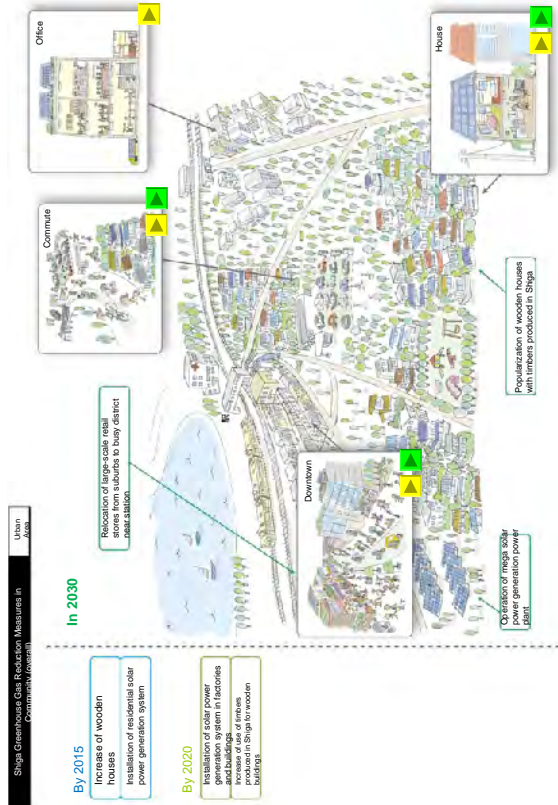 Shiga Greenhouse Gas Reduction Measures in
Community (overall)
Urban
Area
By 2015
Increase of wooden
houses
Installation of residential solar
power generation system
By 2020
Installation of solar power
generation system in factories
and buildings
Increase of use of timbers
produced in Shiga for wooden
buildings
In 2030
Relocation of large-scale retail
stores from suburbs to busy district
near station
Commute
Office
Downtown
House
Operation of mega solar
power generation power
plant
Popularization of wooden houses
with timbers produced in Shiga